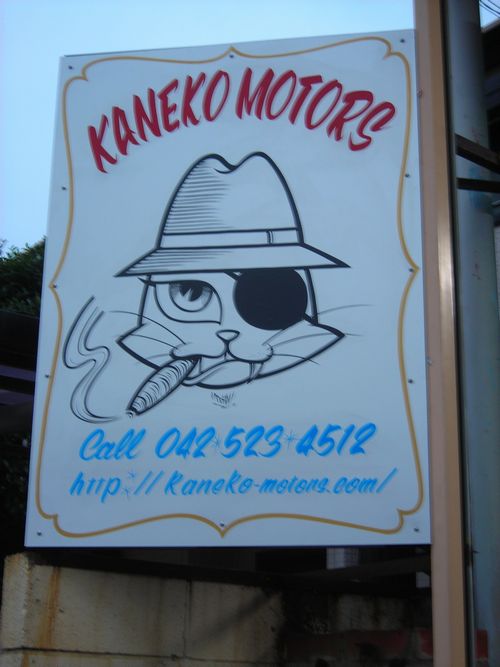 KANEKO MOTORS
Call 042*523*4512
http://kaneko-motors.com/